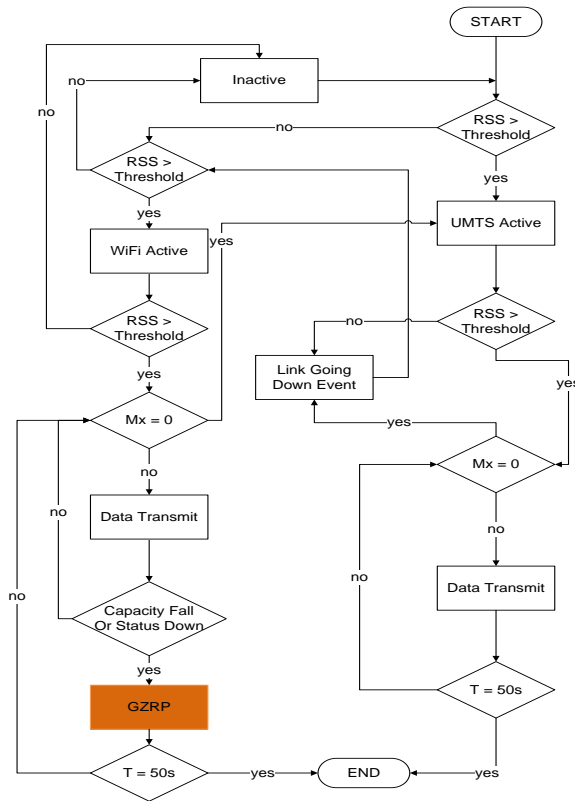 START
Inactive
no
no
no
RSS >
Threshold
RSS >
Threshold
yes
yes
UMTS Active
WiFi Active
yes
RSS >
Threshold
RSS >
Threshold
no
Link Going
Down Event
yes
yes
yes
Mx = 0
Mx = 0
no
no
no
Data Transmit
Data Transmit
no
no
Capacity Fall
Or Status Down
yes
GZRP
T = 50s
T = 50s
yes
END
yes